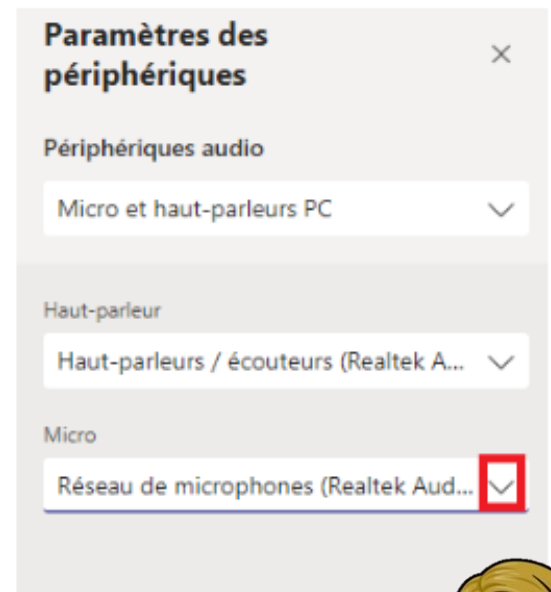 Paramètres des
périphériques
Périphériques audio
Micro et haut-parleurs PC
Haut-parleur
Haut-parleurs / écouteurs (Realtek A...
Micro
Réseau de microphones (Realtek Aud...